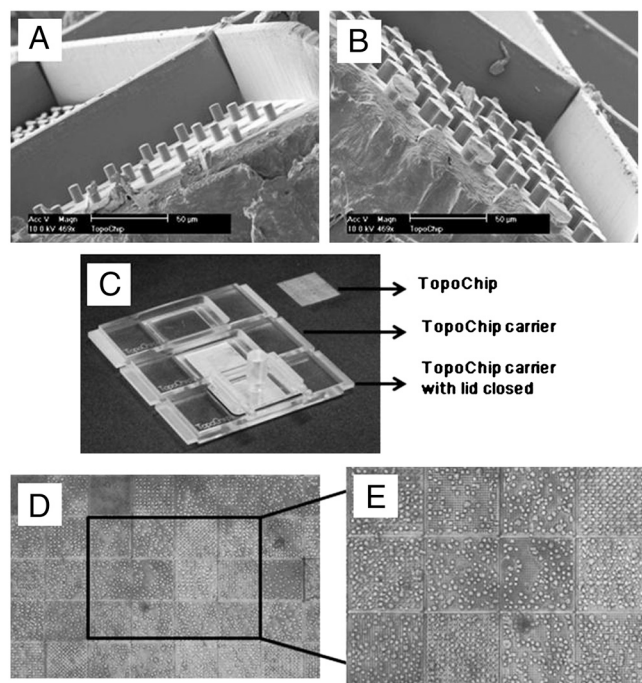 A
B
Acc V Magn
10.0 kV 469x TopoChip
50 µm
Acc V Magn
10.0 kV 469x TopoChip
50 µm
C
TopoChip
TopoChip carrier
TopoChip carrier
with lid closed
D
E